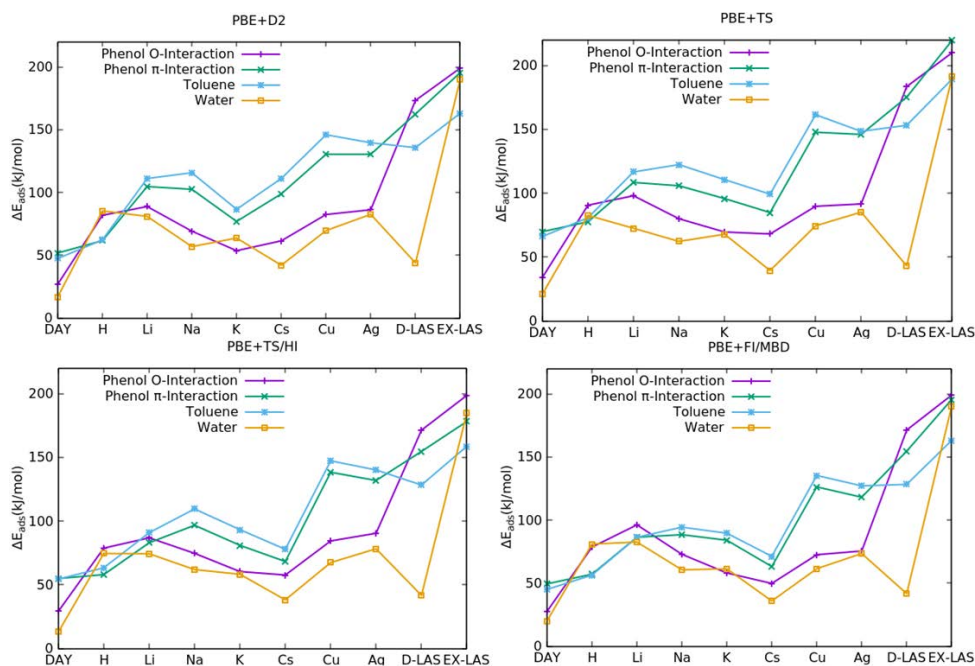 PBE+D2
Phenol O-Interaction
Phenol π-Interaction
Toluene
Water
200
150
100
50
0
ΔEads(kJ/mol)
DAY H Li Na K Cs Cu Ag D-LAS EX-LAS
PBE+TS
Phenol O-Interaction
Phenol π-Interaction
Toluene
Water
200
150
100
50
0
ΔEads(kJ/mol)
DAY H Li Na K Cs Cu Ag D-LAS EX-LAS
PBE+TS/HI
Phenol O-Interaction
Phenol π-Interaction
Toluene
Water
200
150
100
50
0
ΔEads(kJ/mol)
DAY H Li Na K Cs Cu Ag D-LAS EX-LAS
PBE+FI/MBD
Phenol O-Interaction
Phenol π-Interaction
Toluene
Water
200
150
100
50
0
ΔEads(kJ/mol)
DAY H Li Na K Cs Cu Ag D-LAS EX-LAS